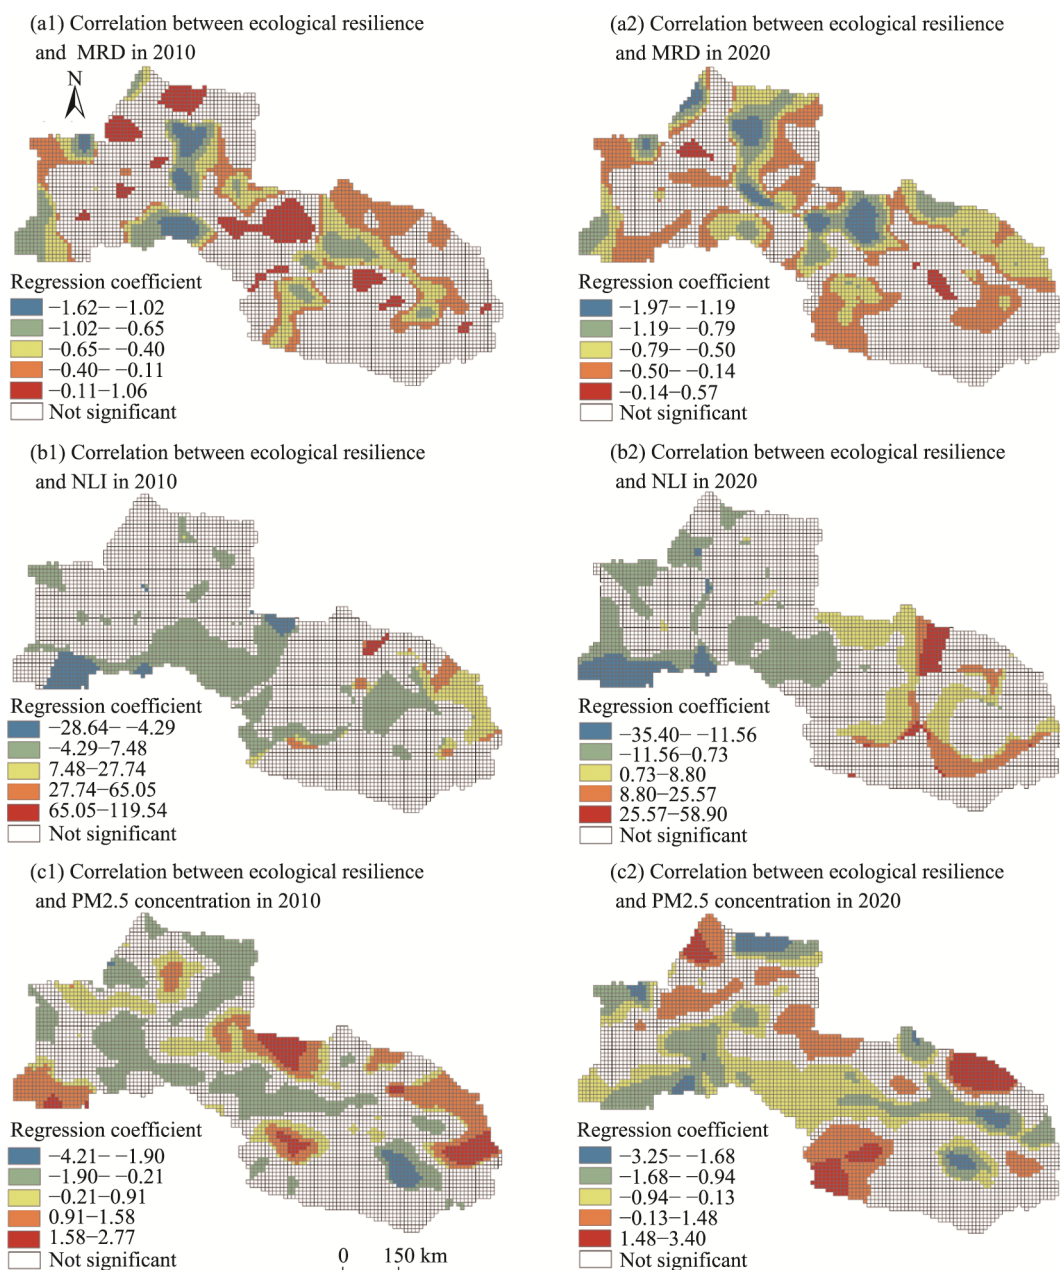 (a1) Correlation between ecological resilience
and MRD in 2010
N
Regression coefficient
−1.62– −1.02
−1.02– −0.65
−0.65– −0.40
−0.40– −0.11
−0.11–1.06
Not significant
(a2) Correlation between ecological resilience
and MRD in 2020
Regression coefficient
−1.97– −1.19
−1.19– −0.79
−0.79– −0.50
−0.50– −0.14
−0.14–0.57
Not significant
(b1) Correlation between ecological resilience
and NLI in 2010
Regression coefficient
−28.64– −4.29
−4.29–7.48
7.48–27.74
27.74–65.05
65.05–119.54
Not significant
(b2) Correlation between ecological resilience
and NLI in 2020
Regression coefficient
−35.40– −11.56
−11.56–0.73
0.73–8.80
8.80–25.57
25.57–58.90
Not significant
(c1) Correlation between ecological resilience
and PM2.5 concentration in 2010
Regression coefficient
−4.21– −1.90
−1.90– −0.21
−0.21–0.91
0.91–1.58
1.58–2.77
Not significant
0 150 km
(c2) Correlation between ecological resilience
and PM2.5 concentration in 2020
Regression coefficient
−3.25– −1.68
−1.68– −0.94
−0.94– −0.13
−0.13–1.48
1.48–3.40
Not significant